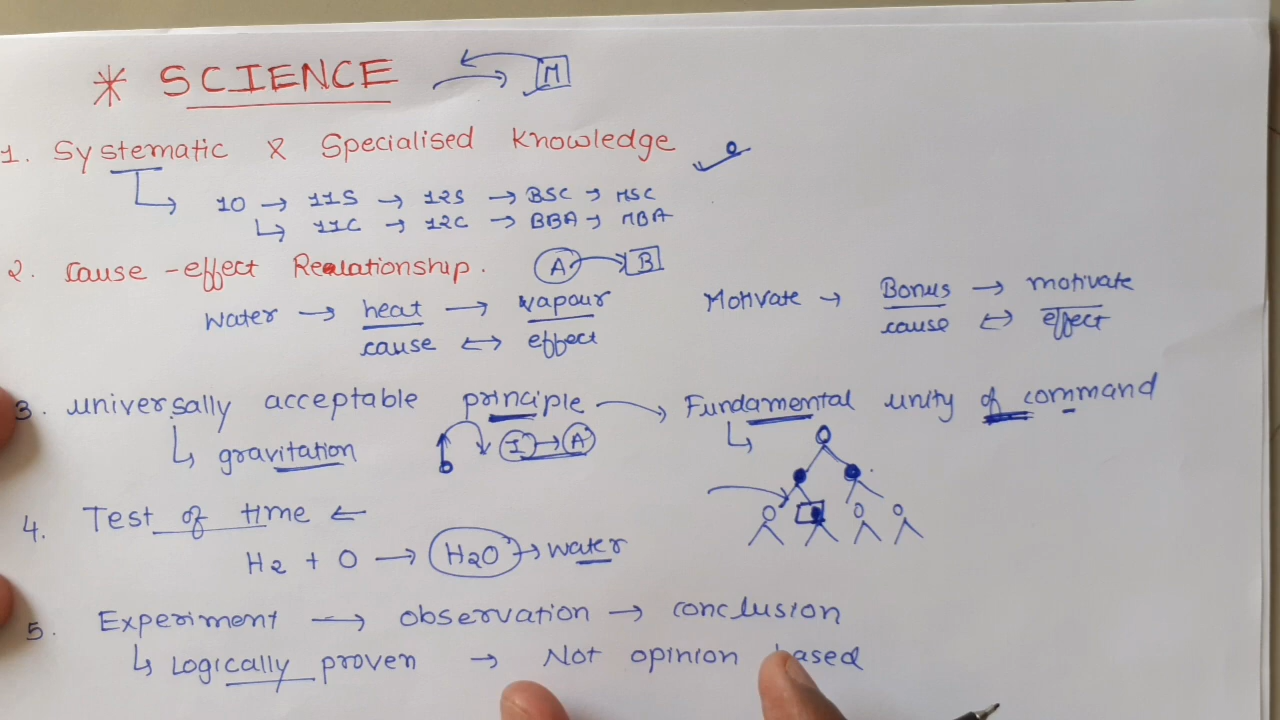 * SCIENCE M
1. Systematic & Specialised Knowledge
10 → 11S → 12S → BSC → MSC
↳ 11C → 12C → BBA → MBA
2. Cause-effect Relationship. A → B
Water → heat → vapour
cause ↔ effect
Motivate → Bonus → motivate
cause ↔ effect
3. universally acceptable principle → Fundamental unity of command
↳ gravitation I → A
4. Test of time ←
H2 + O → H2O → water
5. Experiment → observation → conclusion
↳ Logically proven → Not opinion based